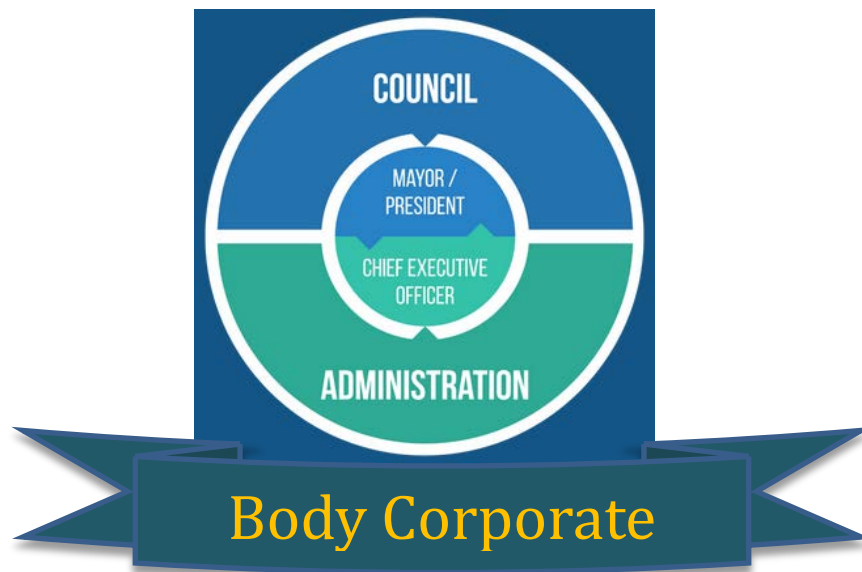 COUNCIL
MAYOR /
PRESIDENT
CHIEF EXECUTIVE
OFFICER
ADMINISTRATION
Body Corporate